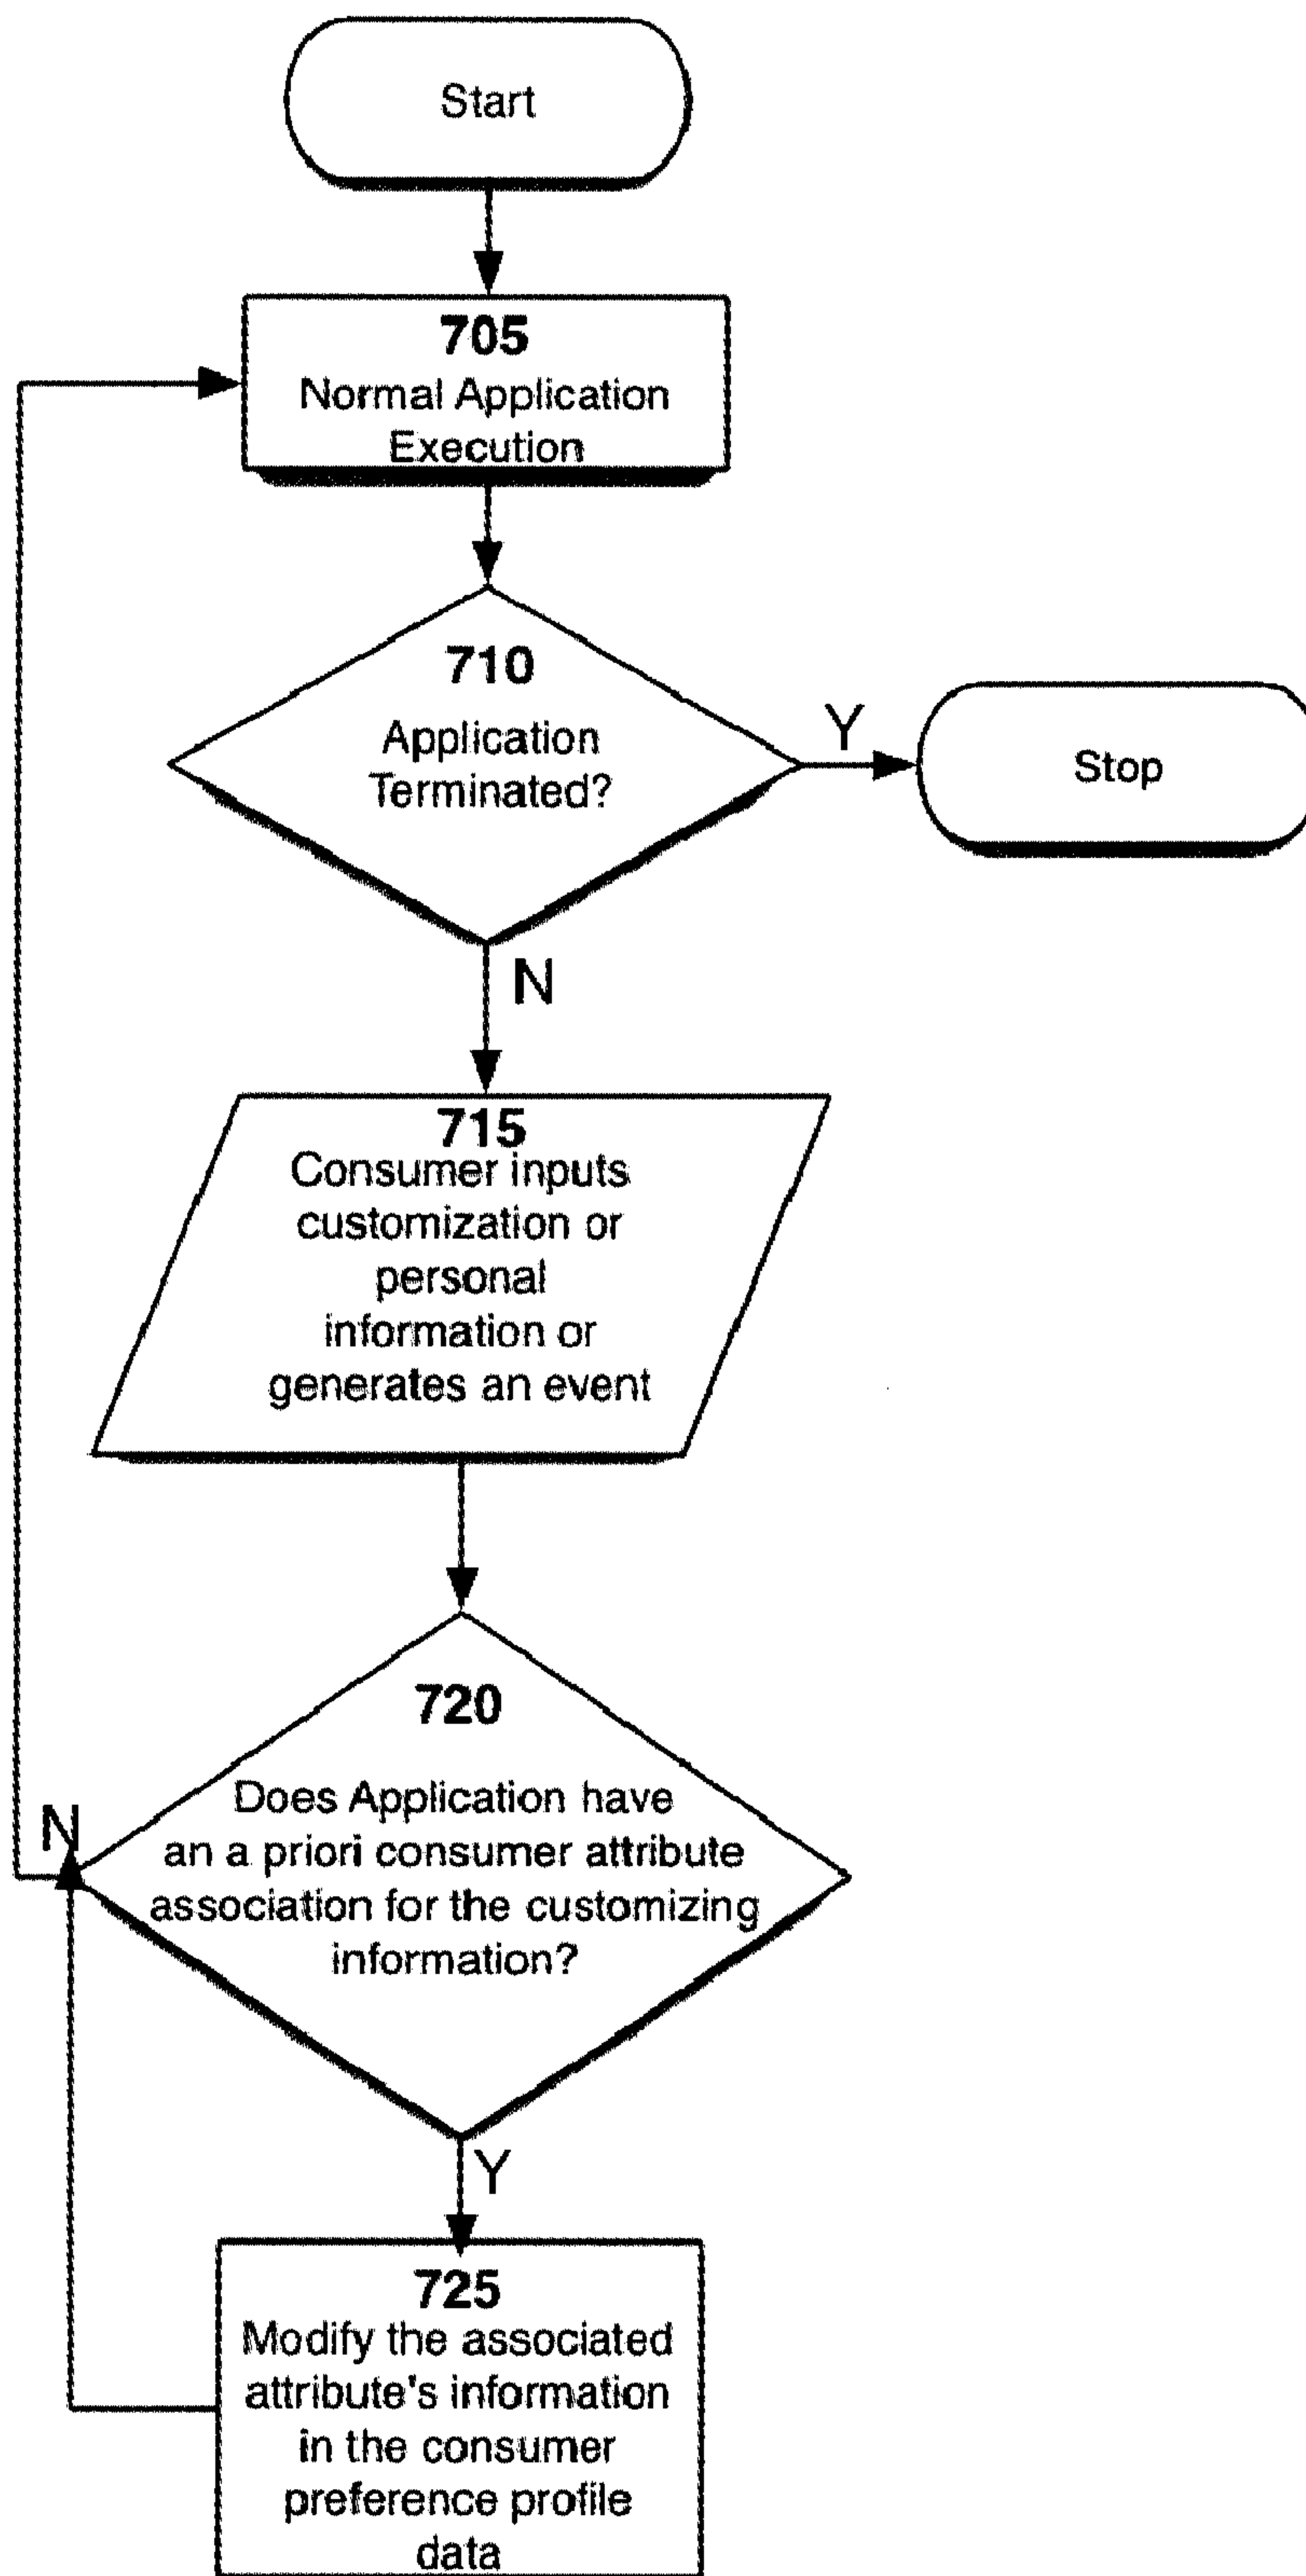 Start
705
Normal Application
Execution
710
Application
Terminated?
Y
Stop
N
715
Consumer inputs
customization or
personal
information or
generates an event
720
Does Application have
an a priori consumer attribute
association for the customizing
information?
N
Y
725
Modify the associated
attribute's information
in the consumer
preference profile
data